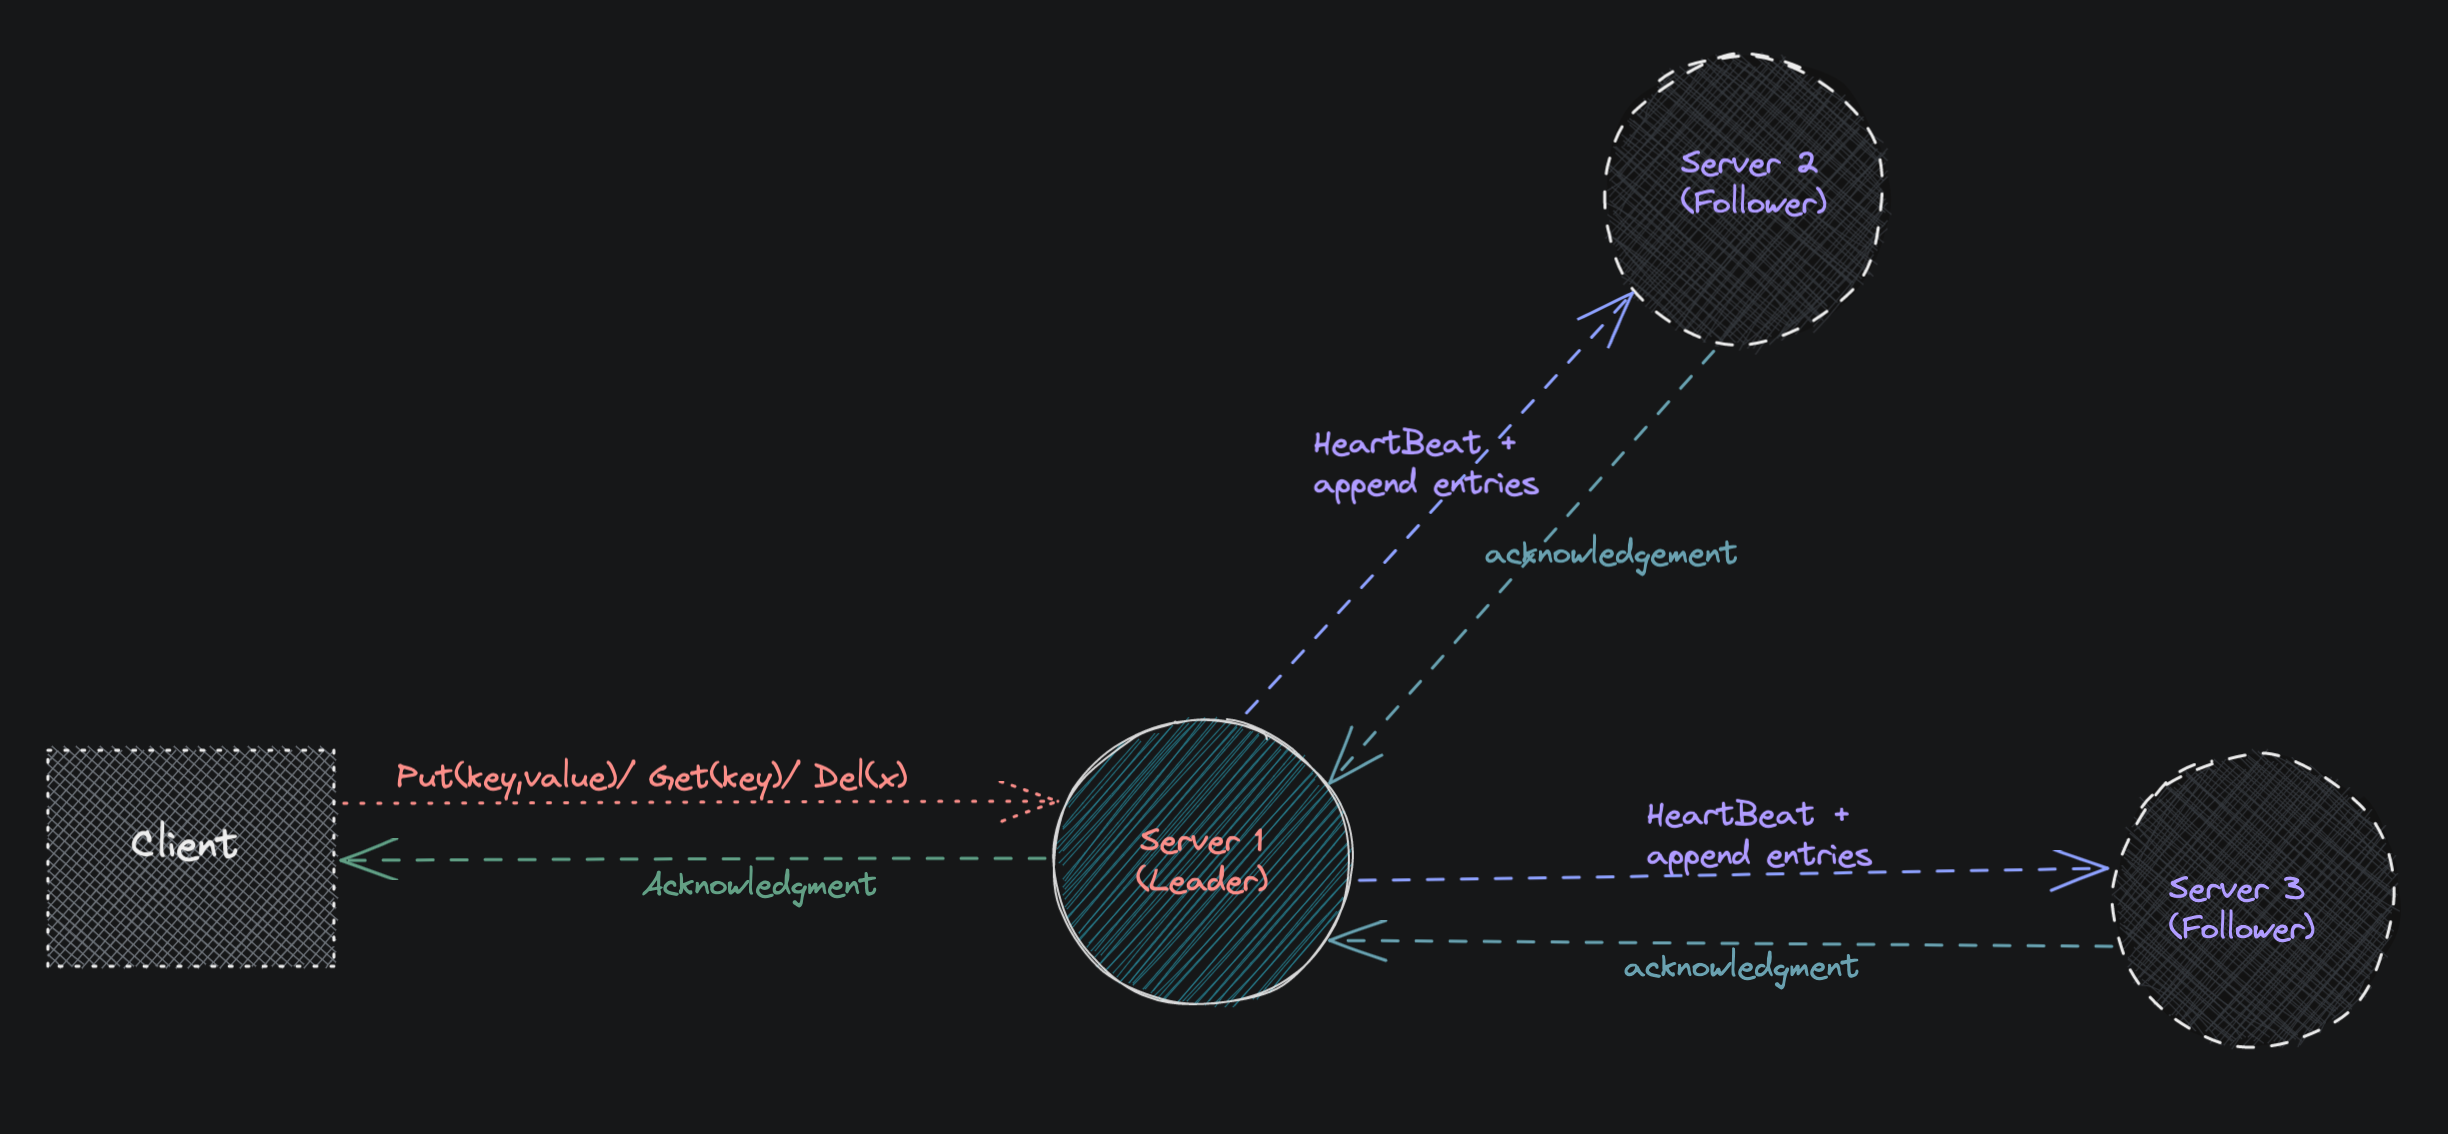 Server 2
(Follower)
HeartBeat +
append entries
acknowledgement
Put(key,value)/ Get(key)/ Del(x)
Client
Acknowledgment
Server 1
(Leader)
HeartBeat +
append entries
acknowledgment
Server 3
(Follower)